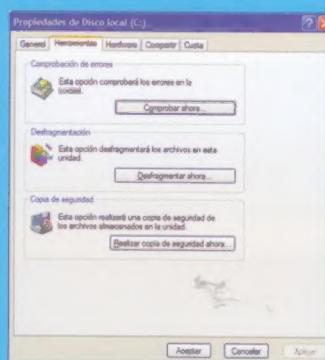 Propiedades de Disco local (C:)
General Herramientas Hardware Compartir Cuota
Comprobación de errores
Esta opción comprobará los errores en la
unidad.
Comprobar ahora...
Desfragmentación
Esta opción desfragmentará los archivos en esta
unidad.
Desfragmentar ahora...
Copia de seguridad
Esta opción realizará una copia de seguridad de
los archivos almacenados en la unidad.
Realizar copia de seguridad ahora...
Aceptar Cancelar Aplicar